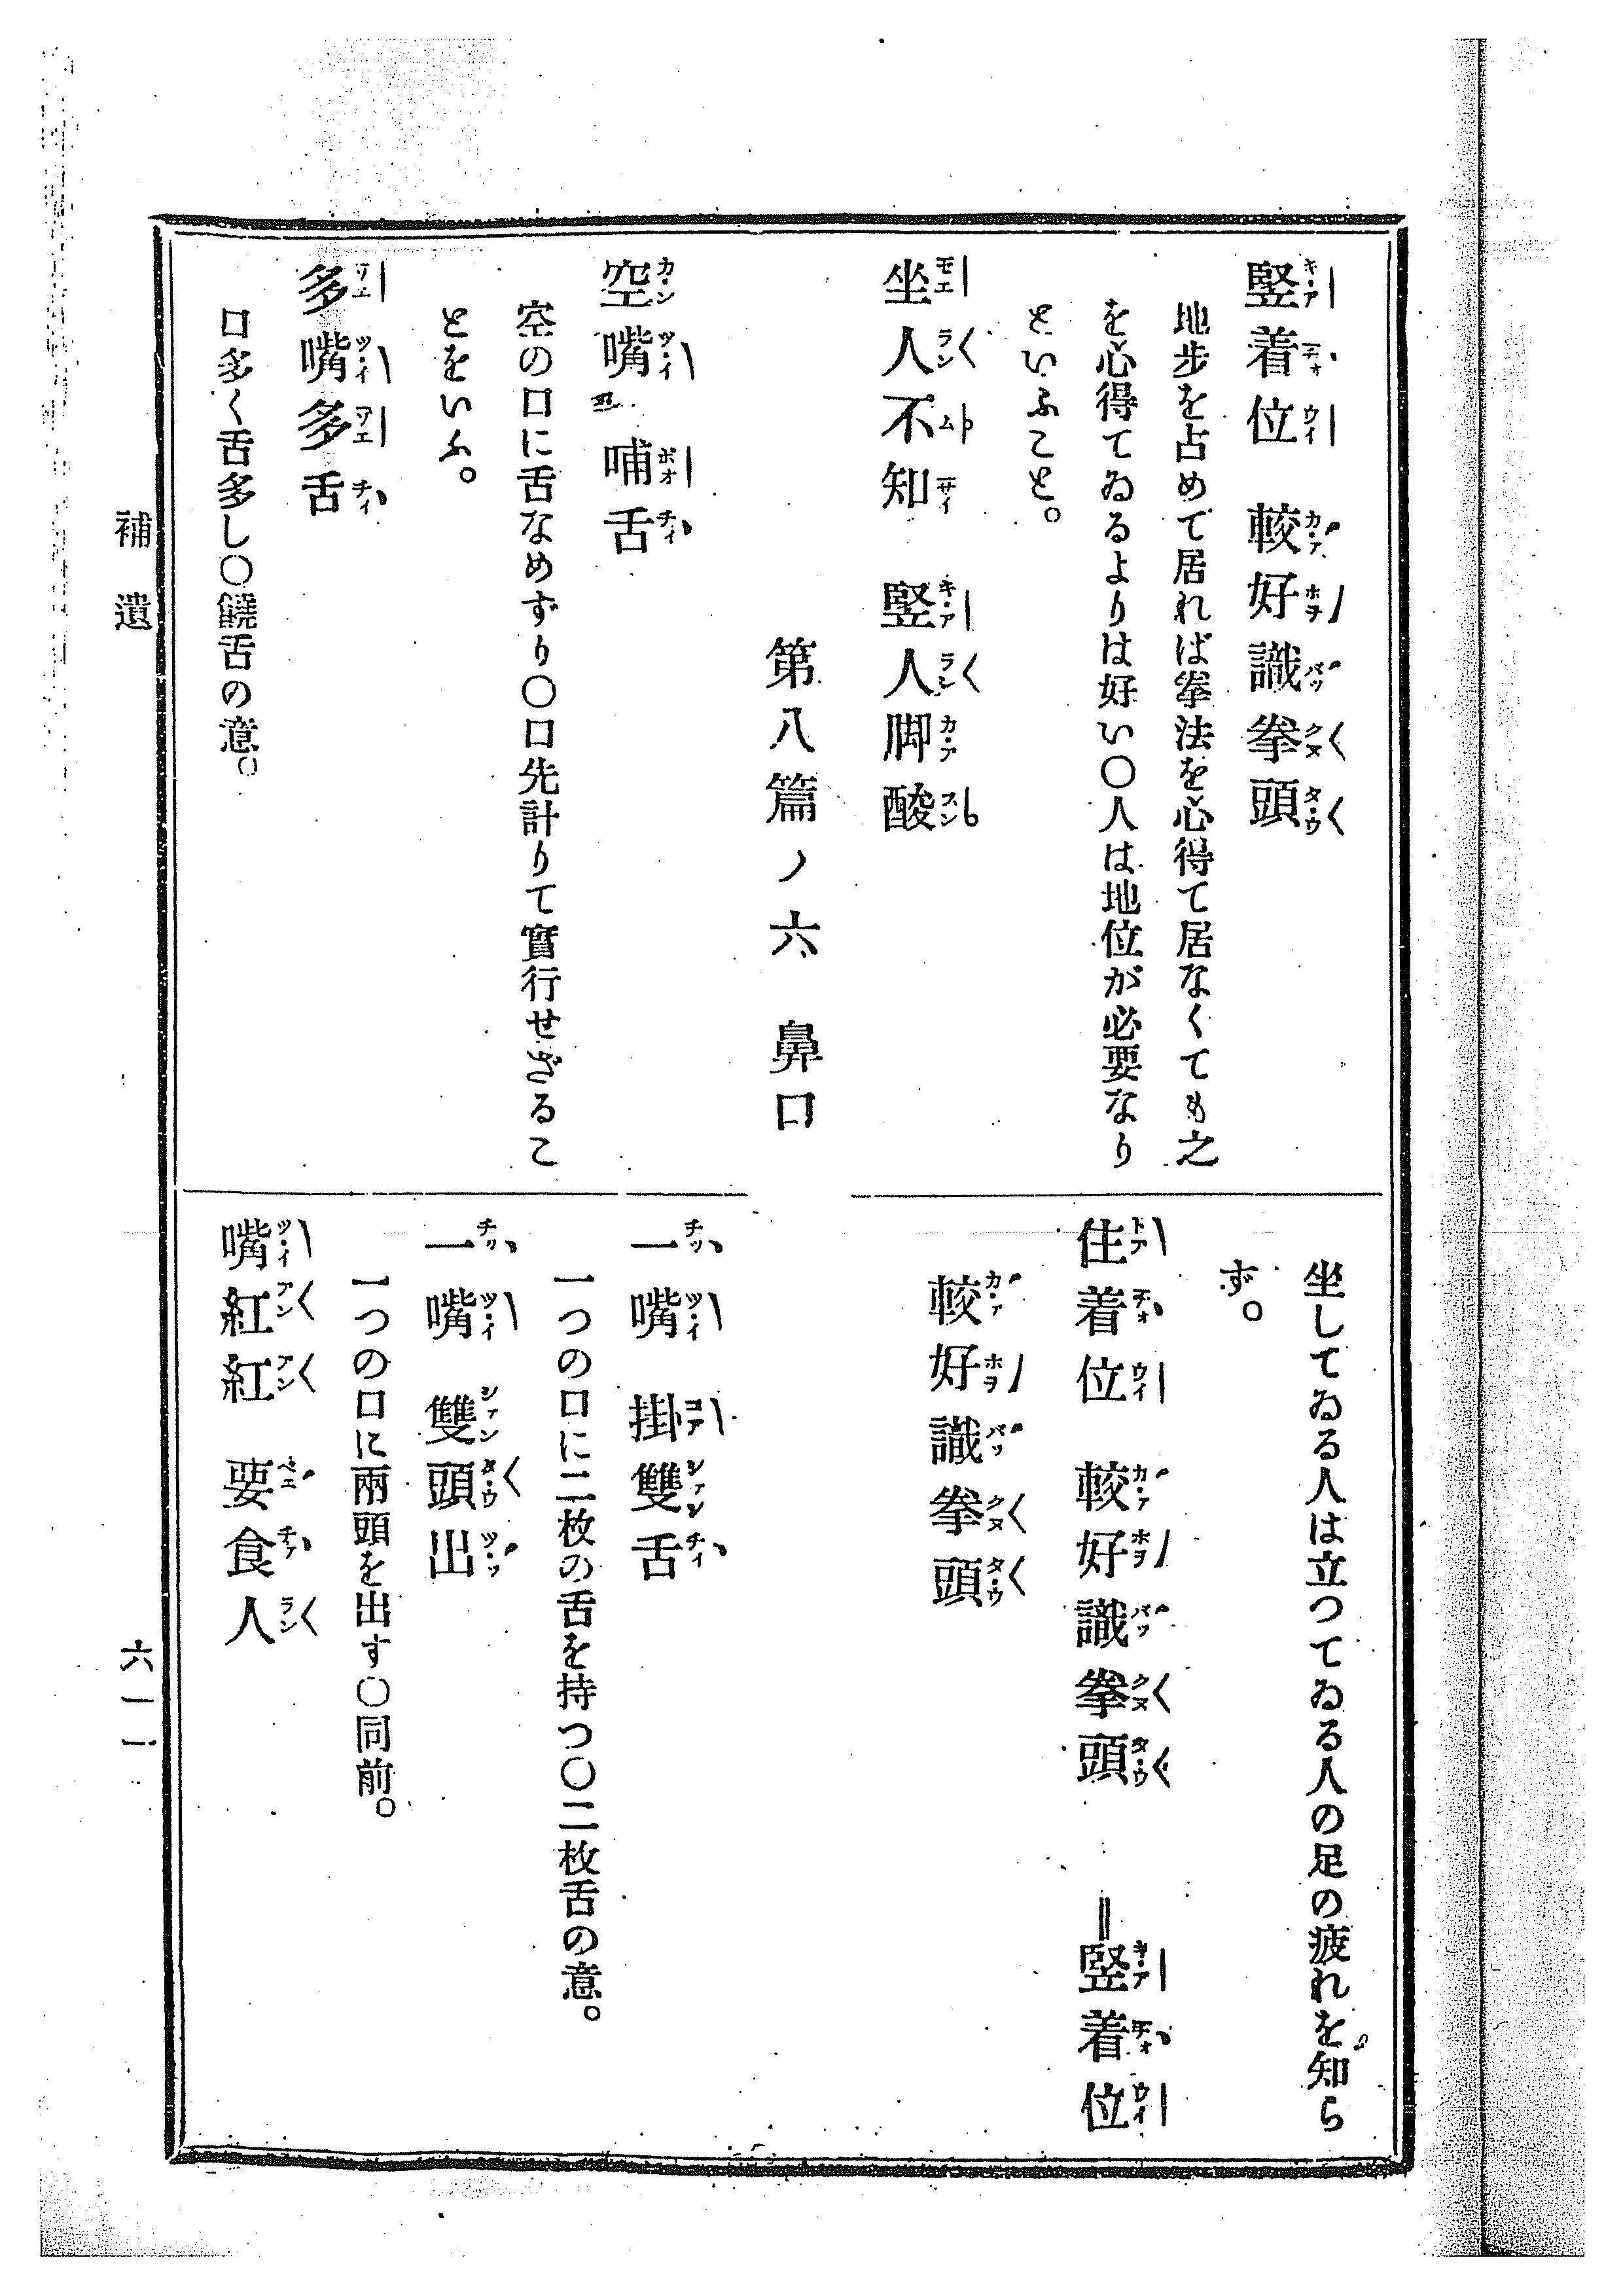 竪着位　較好識拳頭
地步を占めて居れば拳法を心得て居なくても之
を心得てゐるよりは好い〇人は地位が必要なり
といふこと。
坐人不知　竪人脚酸
坐してゐる人は立つてゐる人の足の疲れを知ら
ず。
住着位　較好識拳頭　＝竪着位
較好識拳頭
第八篇ノ六　鼻口
空嘴　哺舌
空の口に舌なめずり〇口先計りて實行せざるこ
とをいふ。
多嘴多舌
口多く舌多し〇饒舌の意。
一嘴　掛雙舌
一つの口に二枚の舌を持つ〇二枚舌の意。
一嘴　雙頭出
一つの口に兩頭を出す〇同前。
嘴紅紅　要食人
補遺
六一一